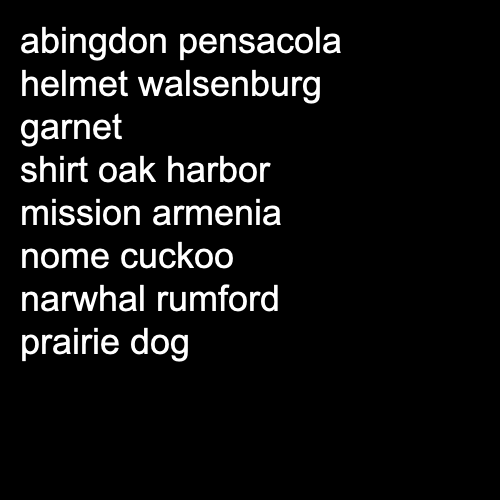 abingdon pensacola
helmet walsenburg
garnet
shirt oak harbor
mission armenia
nome cuckoo
narwhal rumford
prairie dog